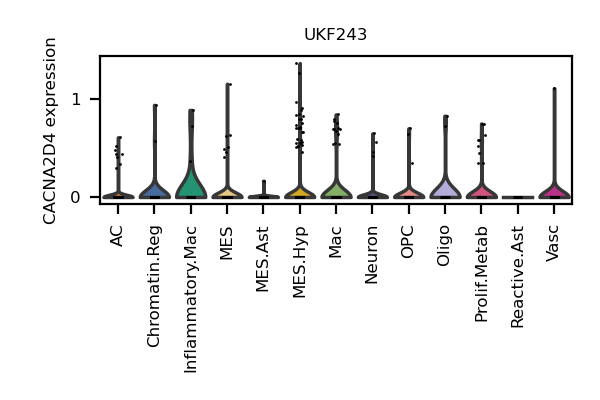 UKF243
CACNA2D4 expression
1
0
AC
Chromatin.Reg
Inflammatory.Mac
MES
MES.Ast
MES.Hyp
Mac
Neuron
OPC
Oligo
Prolif.Metab
Reactive.Ast
Vasc